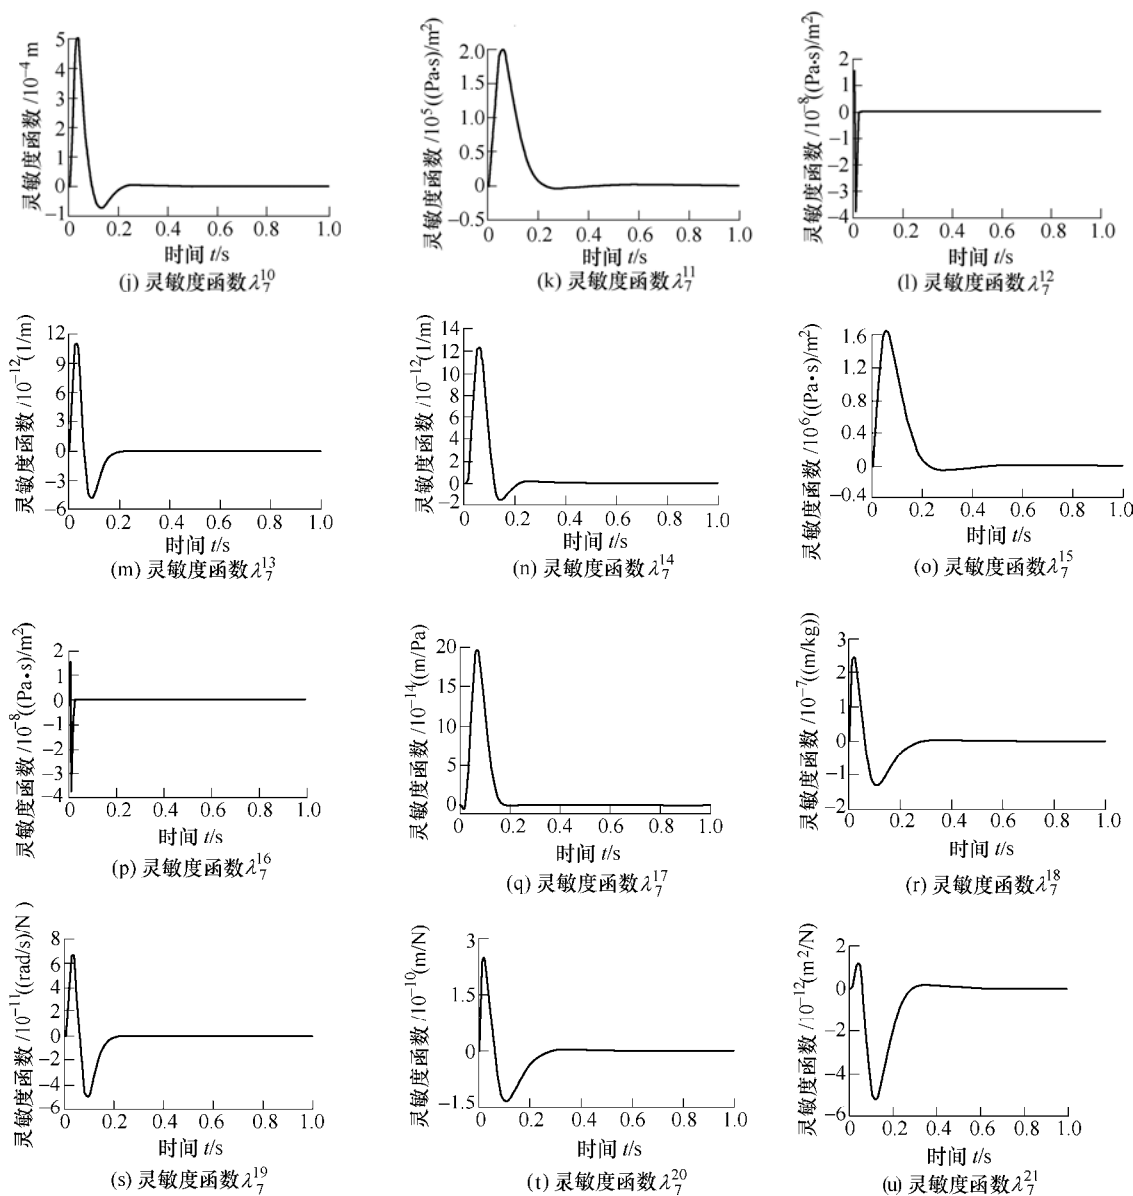 灵敏度函数/10⁻⁴ m
5
4
3
2
1
0
−1
0 0.2 0.4 0.6 0.8 1.0
时间 t/s
(j) 灵敏度函数λ₇¹⁰
灵敏度函数/10⁵((Pa•s)/m²)
2.0
1.5
1.0
0.5
0
−0.5
0 0.2 0.4 0.6 0.8 1.0
时间 t/s
(k) 灵敏度函数λ₇¹¹
灵敏度函数/10⁻⁸((Pa•s)/m²)
2
1
0
−1
−2
−3
−4
0 0.2 0.4 0.6 0.8 1.0
时间 t/s
(l) 灵敏度函数λ₇¹²
灵敏度函数/10⁻¹²(1/m)
12
9
6
3
0
−3
−6
0 0.2 0.4 0.6 0.8 1.0
时间 t/s
(m) 灵敏度函数λ₇¹³
灵敏度函数/10⁻¹²(1/m)
14
12
10
8
6
4
2
0
−2
0 0.2 0.4 0.6 0.8 1.0
时间 t/s
(n) 灵敏度函数λ₇¹⁴
灵敏度函数/10⁶((Pa•s)/m²)
1.6
1.2
0.8
0.4
0
−0.4
0 0.2 0.4 0.6 0.8 1.0
时间 t/s
(o) 灵敏度函数λ₇¹⁵
灵敏度函数/10⁻⁸((Pa•s)/m²)
2
1
0
−1
−2
−3
−4
0 0.2 0.4 0.6 0.8 1.0
时间 t/s
(p) 灵敏度函数λ₇¹⁶
灵敏度函数/10⁻¹⁴((m/Pa)
20
15
10
5
0
0 0.2 0.4 0.6 0.8 1.0
时间 t/s
(q) 灵敏度函数λ₇¹⁷
灵敏度函数/10⁻⁷((m/kg))
3
2
1
0
−1
−2
0 0.2 0.4 0.6 0.8 1.0
时间 t/s
(r) 灵敏度函数λ₇¹⁸
灵敏度函数/10⁻¹¹((rad/s)/N)
8
6
4
2
0
−2
−4
−6
0 0.2 0.4 0.6 0.8 1.0
时间 t/s
(s) 灵敏度函数λ₇¹⁹
灵敏度函数/10⁻¹⁰(m/N)
3
1.5
0
−1.5
0 0.2 0.4 0.6 0.8 1.0
时间 t/s
(t) 灵敏度函数λ₇²⁰
灵敏度函数/10⁻¹²(m²/N)
2
0
−2
−4
−6
0 0.2 0.4 0.6 0.8 1.0
时间 t/s
(u) 灵敏度函数λ₇²¹